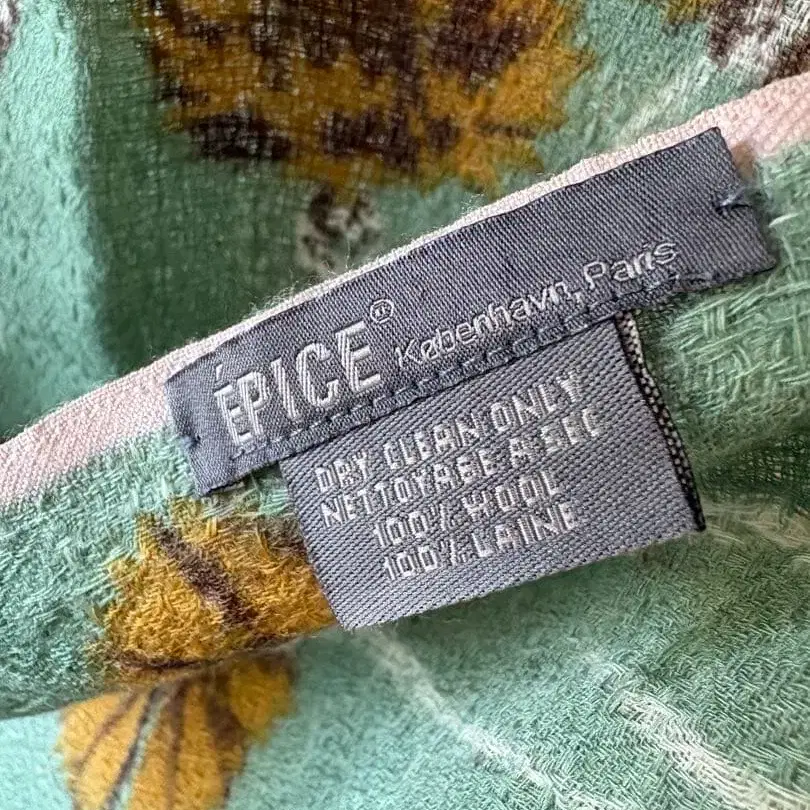 ÉPICE® København, Paris
DRY CLEAN ONLY
NETTOYAGE A SEC
100% WOOL
100% LAINE